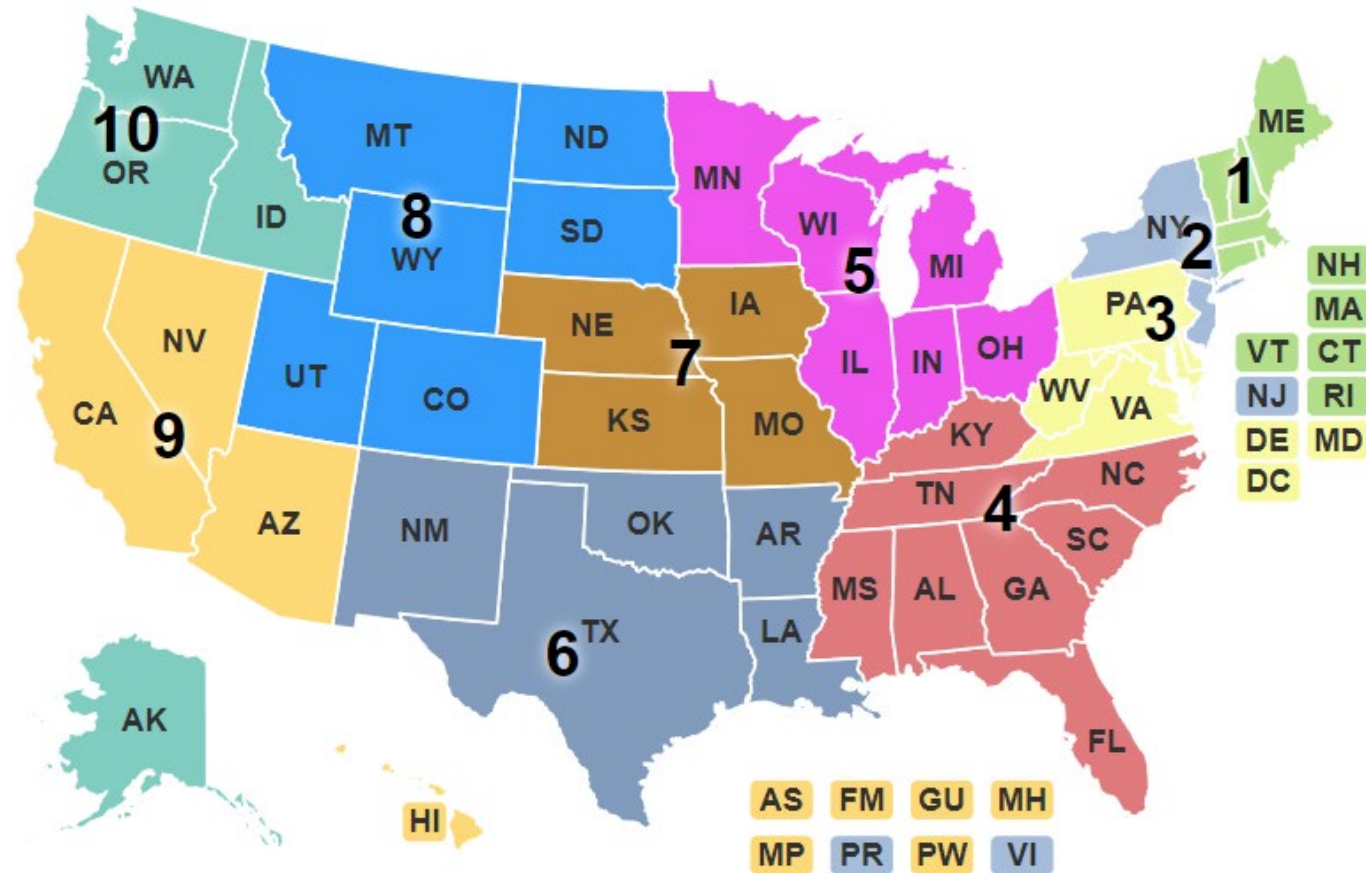 WA
10
OR
ID
MT
8
WY
ND
SD
MN
WI
5
MI
ME
1
NY
2
PA
3
NH
MA
VT
CT
NJ
RI
DE
MD
DC
NV
CA
9
UT
CO
NE
7
IA
KS
MO
IL
IN
OH
WV
VA
KY
TN
4
NC
SC
AZ
NM
OK
AR
MS
AL
GA
6
TX
LA
FL
AK
HI
AS
FM
GU
MH
MP
PR
PW
VI